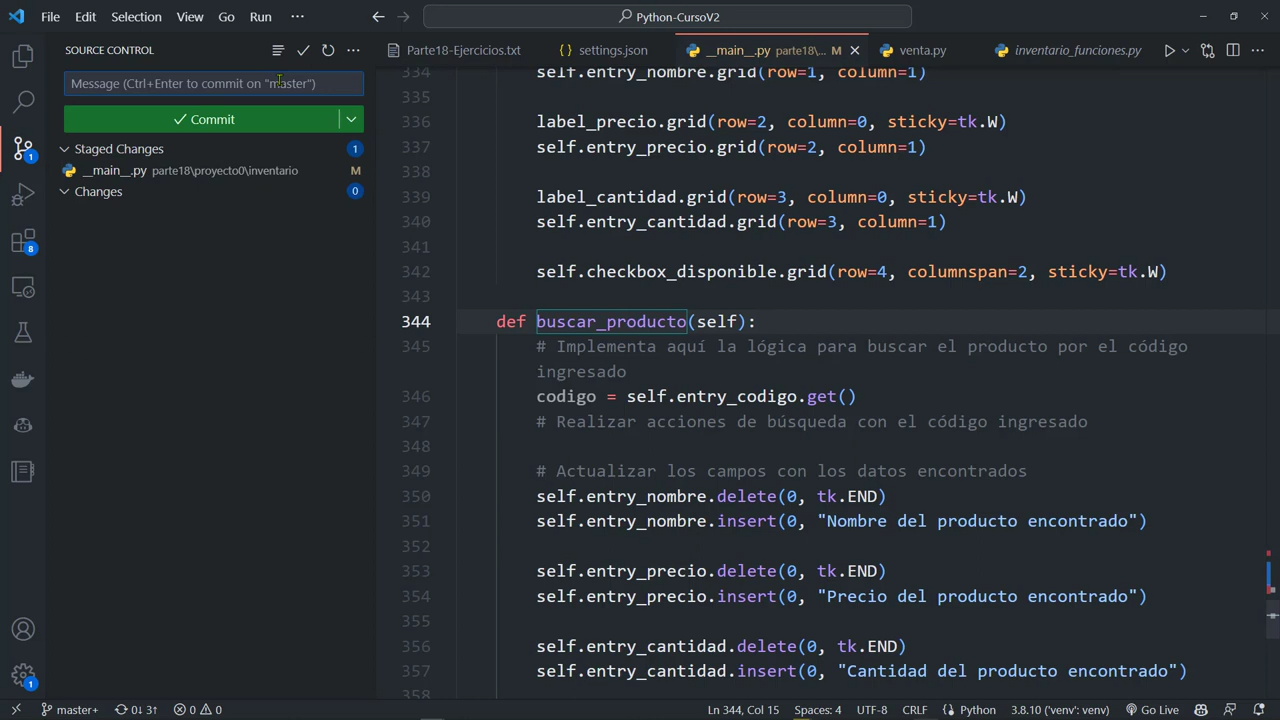 File Edit Selection View Go Run ··· Python-CursoV2
SOURCE CONTROL
Parte18-Ejercicios.txt settings.json __main__.py parte18\... M venta.py inventario_funciones.py
Message (Ctrl+Enter to commit on "master")
Commit
Staged Changes 1
__main__.py parte18\proyecto0\inventario M
Changes 0
1
8
1
334 self.entry_nombre.grid(row=1, column=1)
335
336 label_precio.grid(row=2, column=0, sticky=tk.W)
337 self.entry_precio.grid(row=2, column=1)
338
339 label_cantidad.grid(row=3, column=0, sticky=tk.W)
340 self.entry_cantidad.grid(row=3, column=1)
341
342 self.checkbox_disponible.grid(row=4, columnspan=2, sticky=tk.W)
343
344 def buscar_producto(self):
345 # Implementa aquí la lógica para buscar el producto por el código
ingresado
346 codigo = self.entry_codigo.get()
347 # Realizar acciones de búsqueda con el código ingresado
348
349 # Actualizar los campos con los datos encontrados
350 self.entry_nombre.delete(0, tk.END)
351 self.entry_nombre.insert(0, "Nombre del producto encontrado")
352
353 self.entry_precio.delete(0, tk.END)
354 self.entry_precio.insert(0, "Precio del producto encontrado")
355
356 self.entry_cantidad.delete(0, tk.END)
357 self.entry_cantidad.insert(0, "Cantidad del producto encontrado")
358
master+ 0↓ 3↑ 0 0 Ln 344, Col 15 Spaces: 4 UTF-8 CRLF Python 3.8.10 ('venv': venv) Go Live